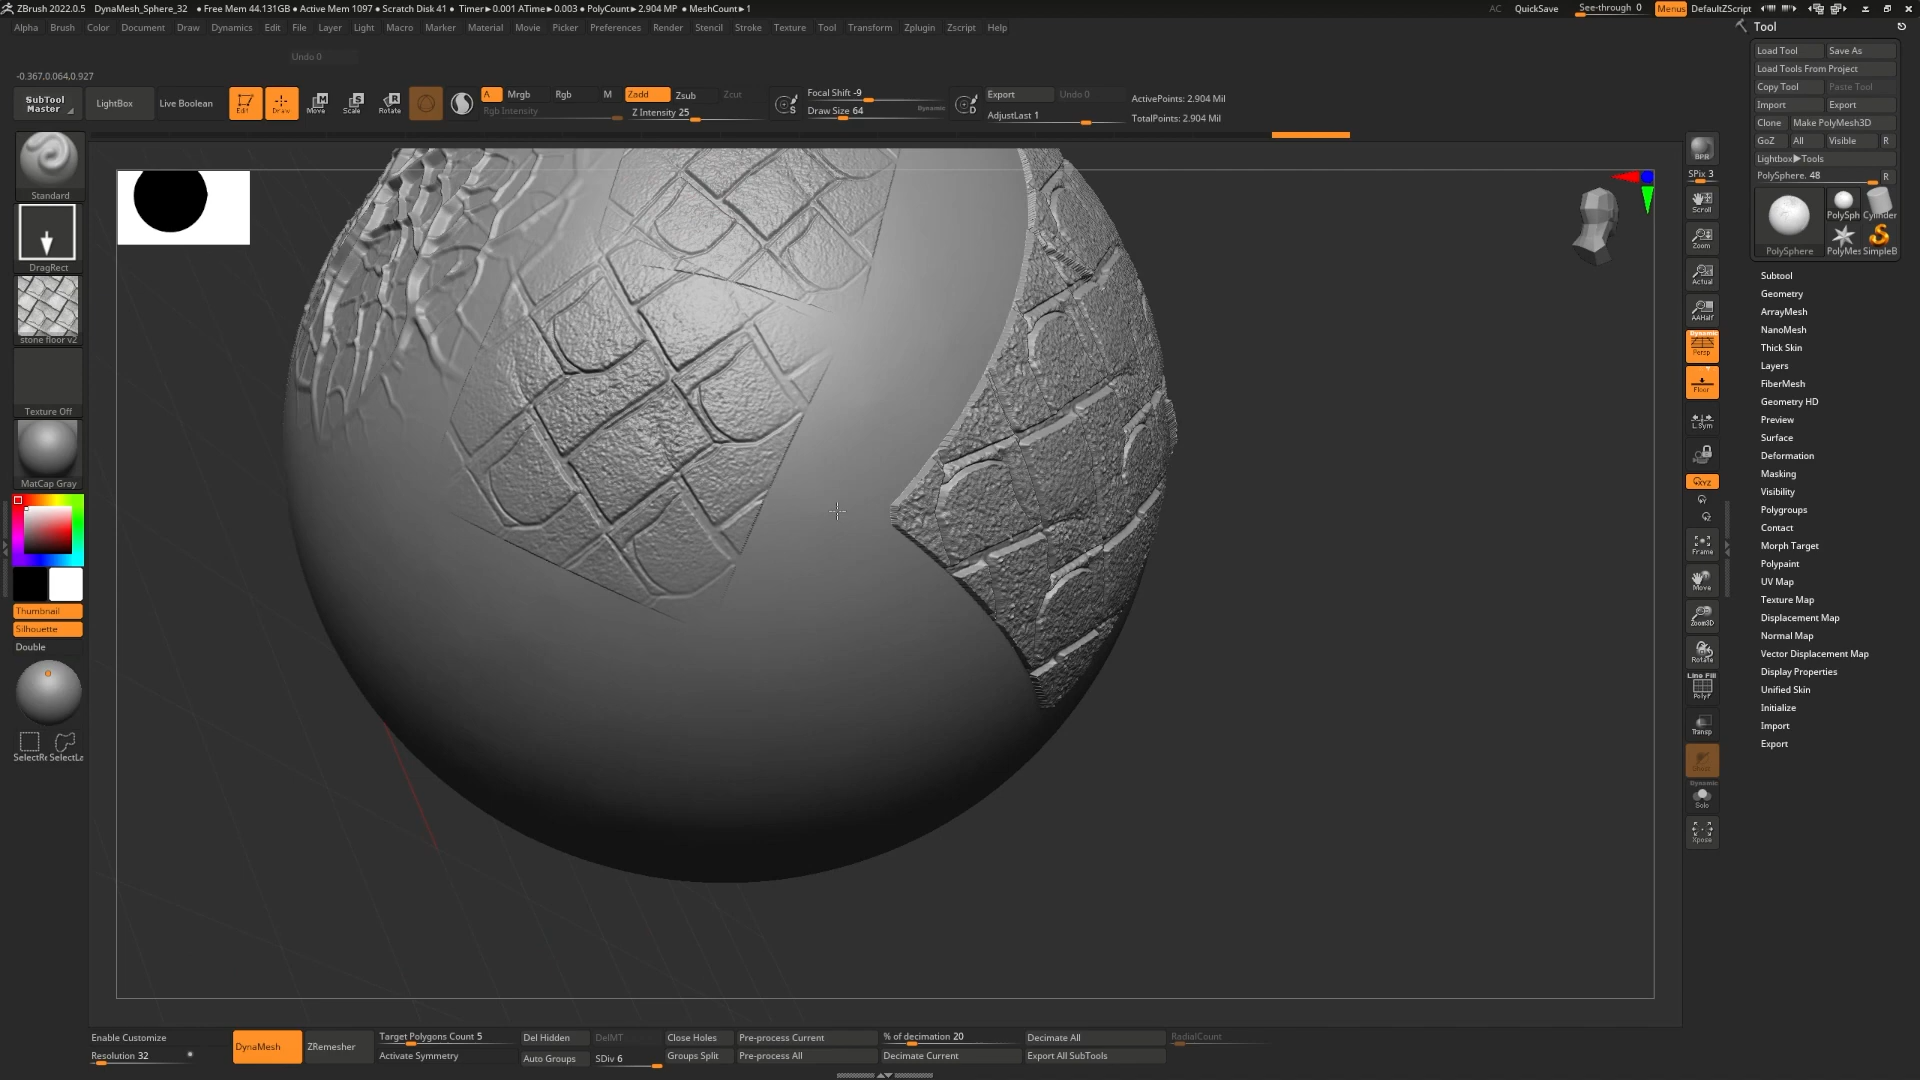 ZBrush 2022.0.5 DynaMesh_Sphere_32 • Free Mem 44.131GB • Active Mem 1097 • Scratch Disk 41 • Timer▶0.001 ATime▶0.003 • PolyCount▶2.904 MP • MeshCount▶1 AC QuickSave See-through 0 Menus DefaultZScript
Alpha Brush Color Document Draw Dynamics Edit File Layer Light Macro Marker Material Movie Picker Preferences Render Stencil Stroke Texture Tool Transform Zplugin Zscript Help
Undo 0
-0.367,0.064,0.927
SubTool
Master
LightBox
Live Boolean
Edit
Draw
Move
Scale
Rotate
A Mrgb Rgb M
Rgb Intensity
Zadd Zsub Zcut
Z Intensity 25
S
Focal Shift -9
Draw Size 64
Dynamic
D
Export Undo 0
AdjustLast 1
ActivePoints: 2.904 Mil
TotalPoints: 2.904 Mil
Standard
DragRect
stone floor v2
Texture Off
MatCap Gray
Thumbnail
Silhouette
Double
SelectRe SelectLa
BPR
SPix 3
Scroll
Zoom
Actual
AAHalf
Dynamic
Persp
Floor
L.Sym
XYZ
Frame
Move
Zoom3D
Rotate
Line Fill
PolyF
Transp
Ghost
Dynamic
Solo
Xpose
Tool
Load Tool Save As
Load Tools From Project
Copy Tool Paste Tool
Import Export
Clone Make PolyMesh3D
GoZ All Visible R
Lightbox▶Tools
PolySphere. 48 R
PolySphere
PolySph
Cylinder
PolyMes
SimpleB
Subtool
Geometry
ArrayMesh
NanoMesh
Thick Skin
Layers
FiberMesh
Geometry HD
Preview
Surface
Deformation
Masking
Visibility
Polygroups
Contact
Morph Target
Polypaint
UV Map
Texture Map
Displacement Map
Normal Map
Vector Displacement Map
Display Properties
Unified Skin
Initialize
Import
Export
Enable Customize
Resolution 32
DynaMesh
ZRemesher
Target Polygons Count 5
Activate Symmetry
Del Hidden DelMT
Auto Groups SDiv 6
Close Holes
Groups Split
Pre-process Current
Pre-process All
% of decimation 20
Decimate Current
Decimate All
Export All SubTools
RadialCount